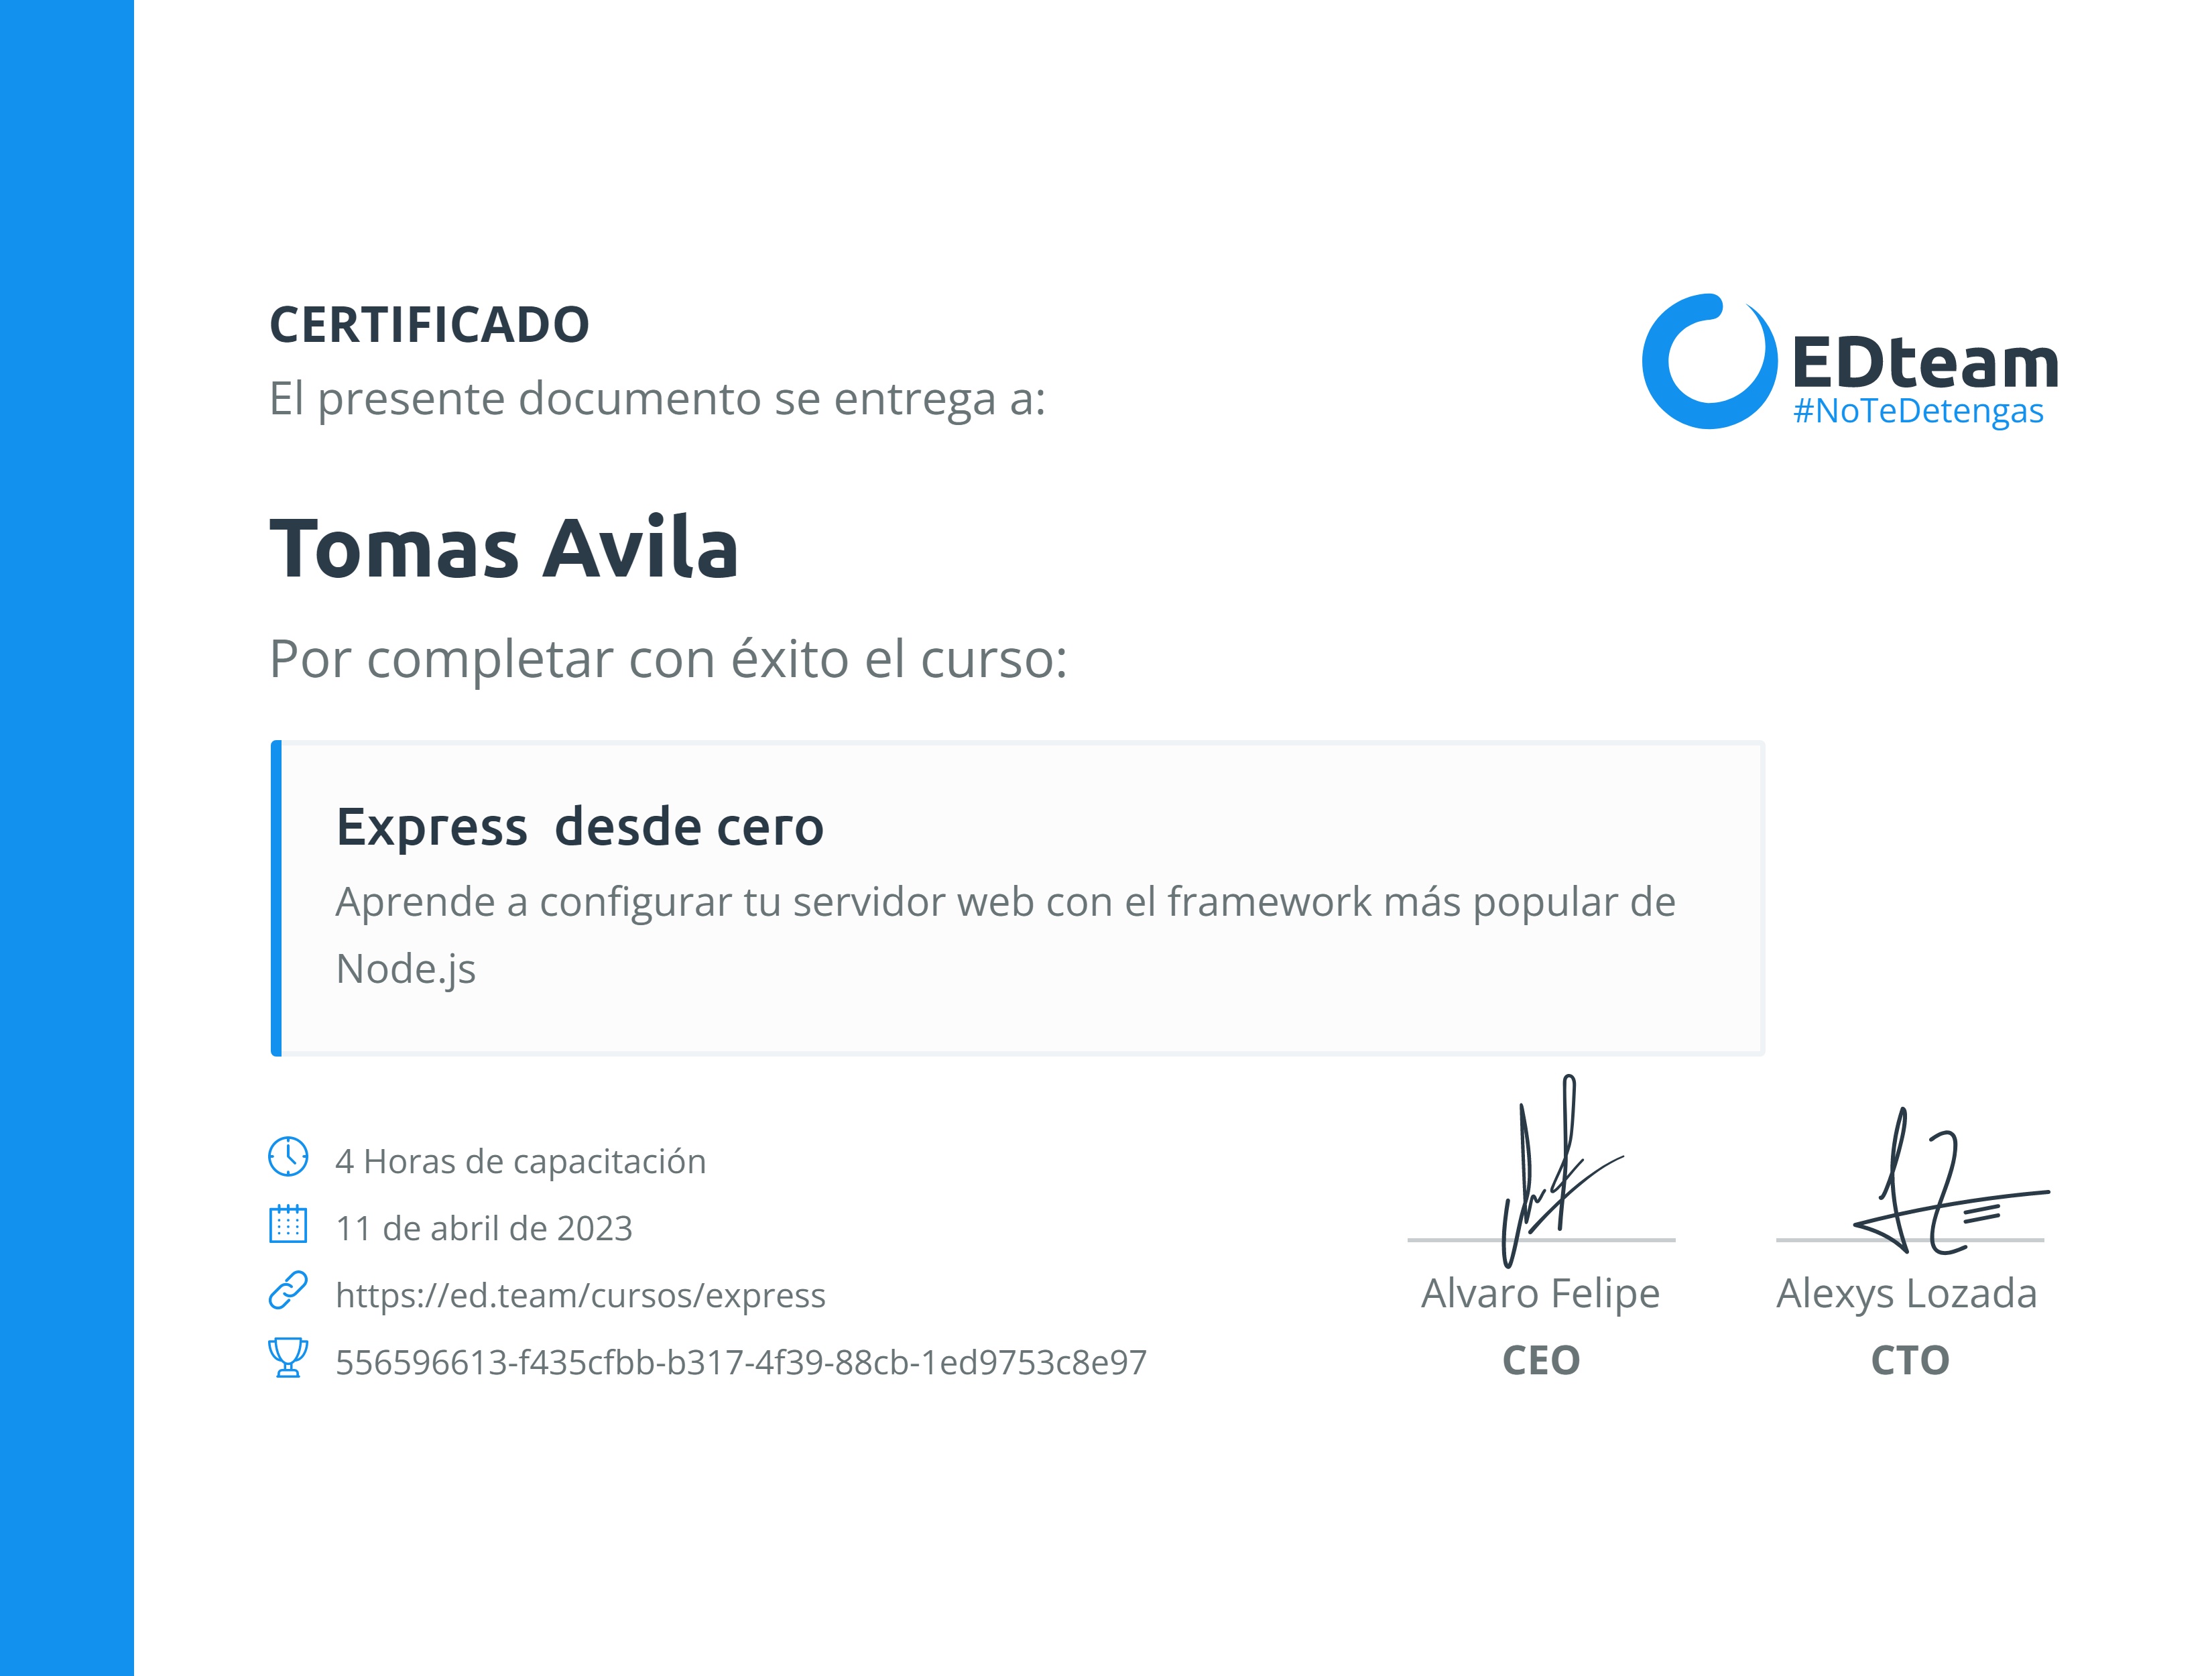 CERTIFICADO
El presente documento se entrega a:
EDteam
#NoTeDetengas
Tomas Avila
Por completar con éxito el curso:
Express  desde cero
Aprende a configurar tu servidor web con el framework más popular de
Node.js
4 Horas de capacitación
11 de abril de 2023
https://ed.team/cursos/express
556596613-f435cfbb-b317-4f39-88cb-1ed9753c8e97
Alvaro Felipe
CEO
Alexys Lozada
CTO